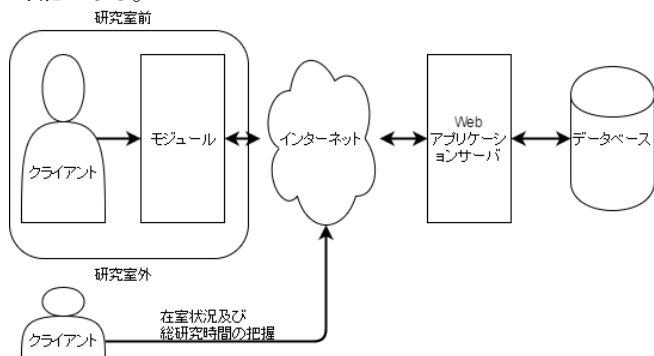 研究室前
クライアント
モジュール
インターネット
Web
アプリケーシ
ョンサーバ
データベース
研究室外
クライアント
在室状況及び
総研究時間の把握